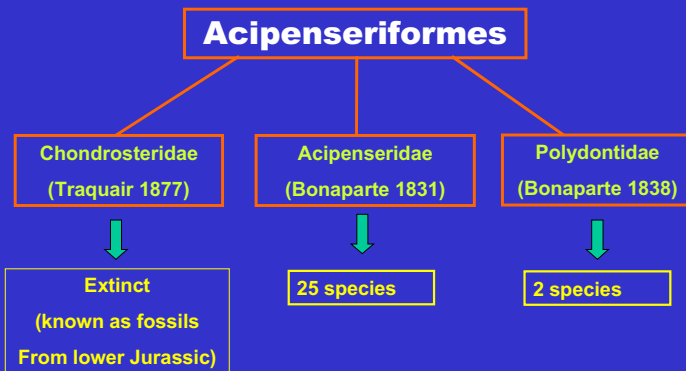 Acipenseriformes
Chondrosteridae
(Traquair 1877)
Acipenseridae
(Bonaparte 1831)
Polydontidae
(Bonaparte 1838)
Extinct
(known as fossils
From lower Jurassic)
25 species
2 species